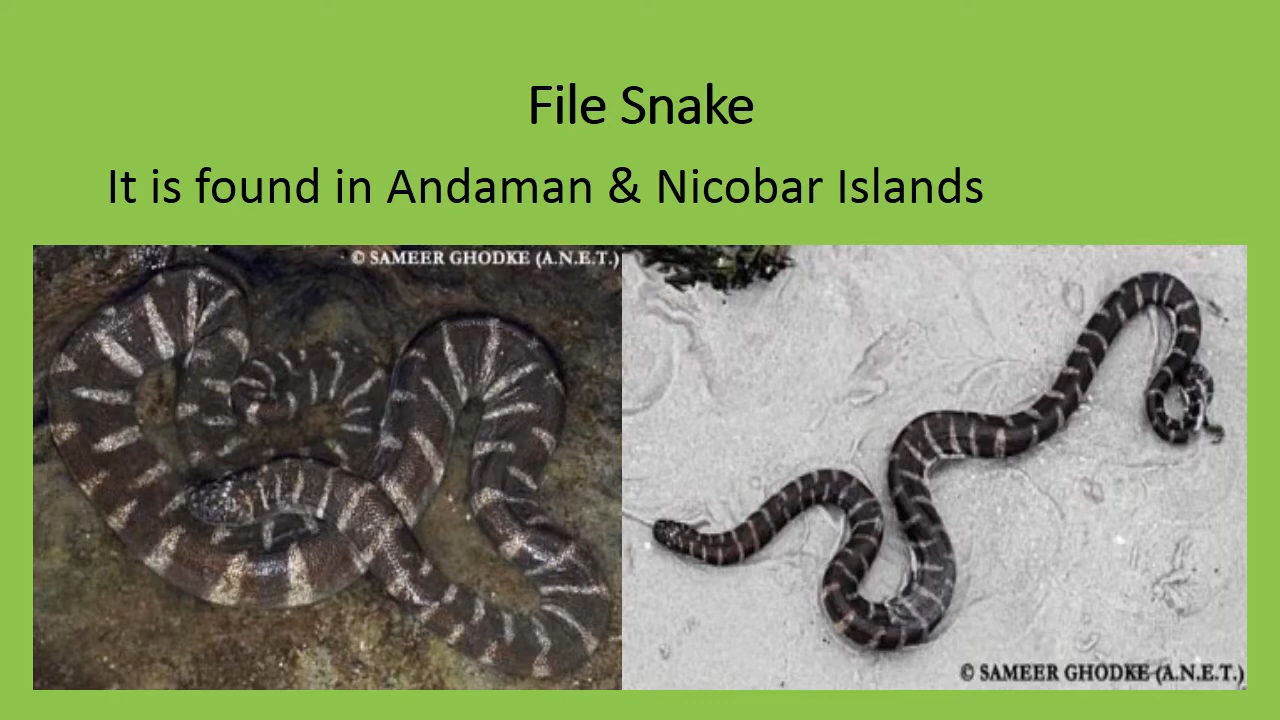 File Snake
It is found in Andaman & Nicobar Islands
© SAMEER GHODKE (A.N.E.T.)
© SAMEER GHODKE (A.N.E.T.)